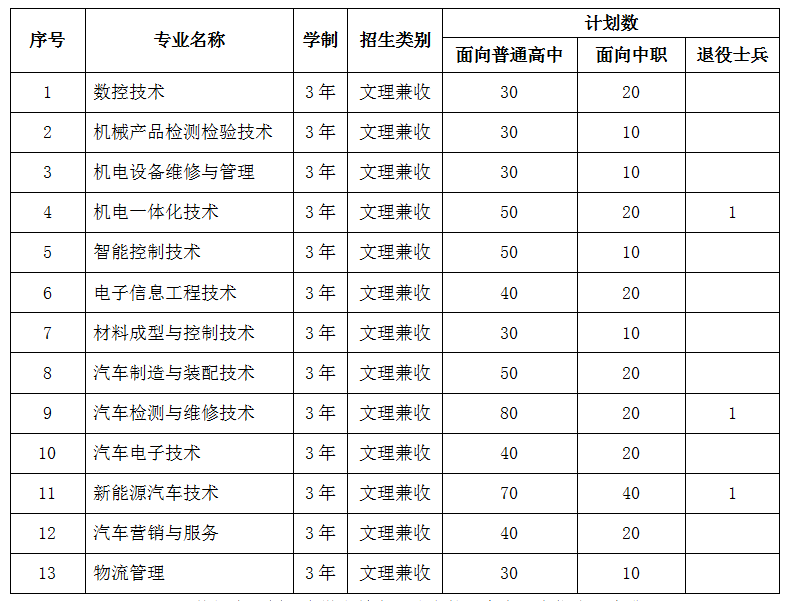 序号 专业名称 学制 招生类别 计划数
面向普通高中 面向中职 退役士兵
1 数控技术 3年 文理兼收 30 20
2 机械产品检测检验技术 3年 文理兼收 30 10
3 机电设备维修与管理 3年 文理兼收 30 10
4 机电一体化技术 3年 文理兼收 50 20 1
5 智能控制技术 3年 文理兼收 50 10
6 电子信息工程技术 3年 文理兼收 40 20
7 材料成型与控制技术 3年 文理兼收 30 10
8 汽车制造与装配技术 3年 文理兼收 50 20
9 汽车检测与维修技术 3年 文理兼收 80 20 1
10 汽车电子技术 3年 文理兼收 40 20
11 新能源汽车技术 3年 文理兼收 70 40 1
12 汽车营销与服务 3年 文理兼收 40 20
13 物流管理 3年 文理兼收 30 10